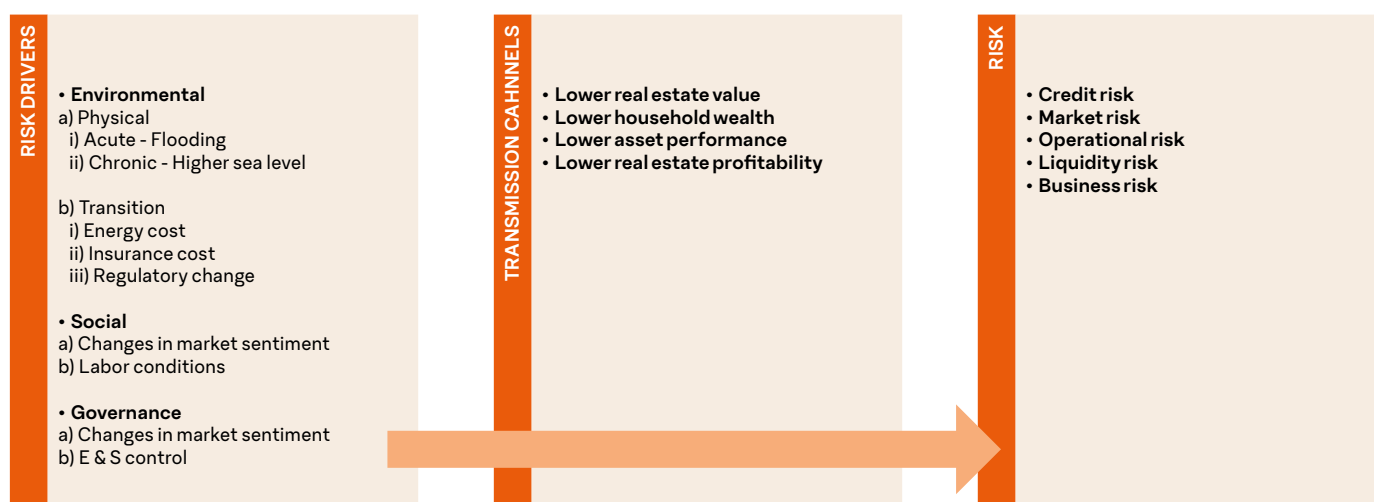 RISK DRIVERS
• Environmental
a) Physical
i) Acute - Flooding
ii) Chronic - Higher sea level
b) Transition
i) Energy cost
ii) Insurance cost
iii) Regulatory change
• Social
a) Changes in market sentiment
b) Labor conditions
• Governance
a) Changes in market sentiment
b) E & S control
TRANSMISSION CAHNNELS
• Lower real estate value
• Lower household wealth
• Lower asset performance
• Lower real estate profitability
RISK
• Credit risk
• Market risk
• Operational risk
• Liquidity risk
• Business risk